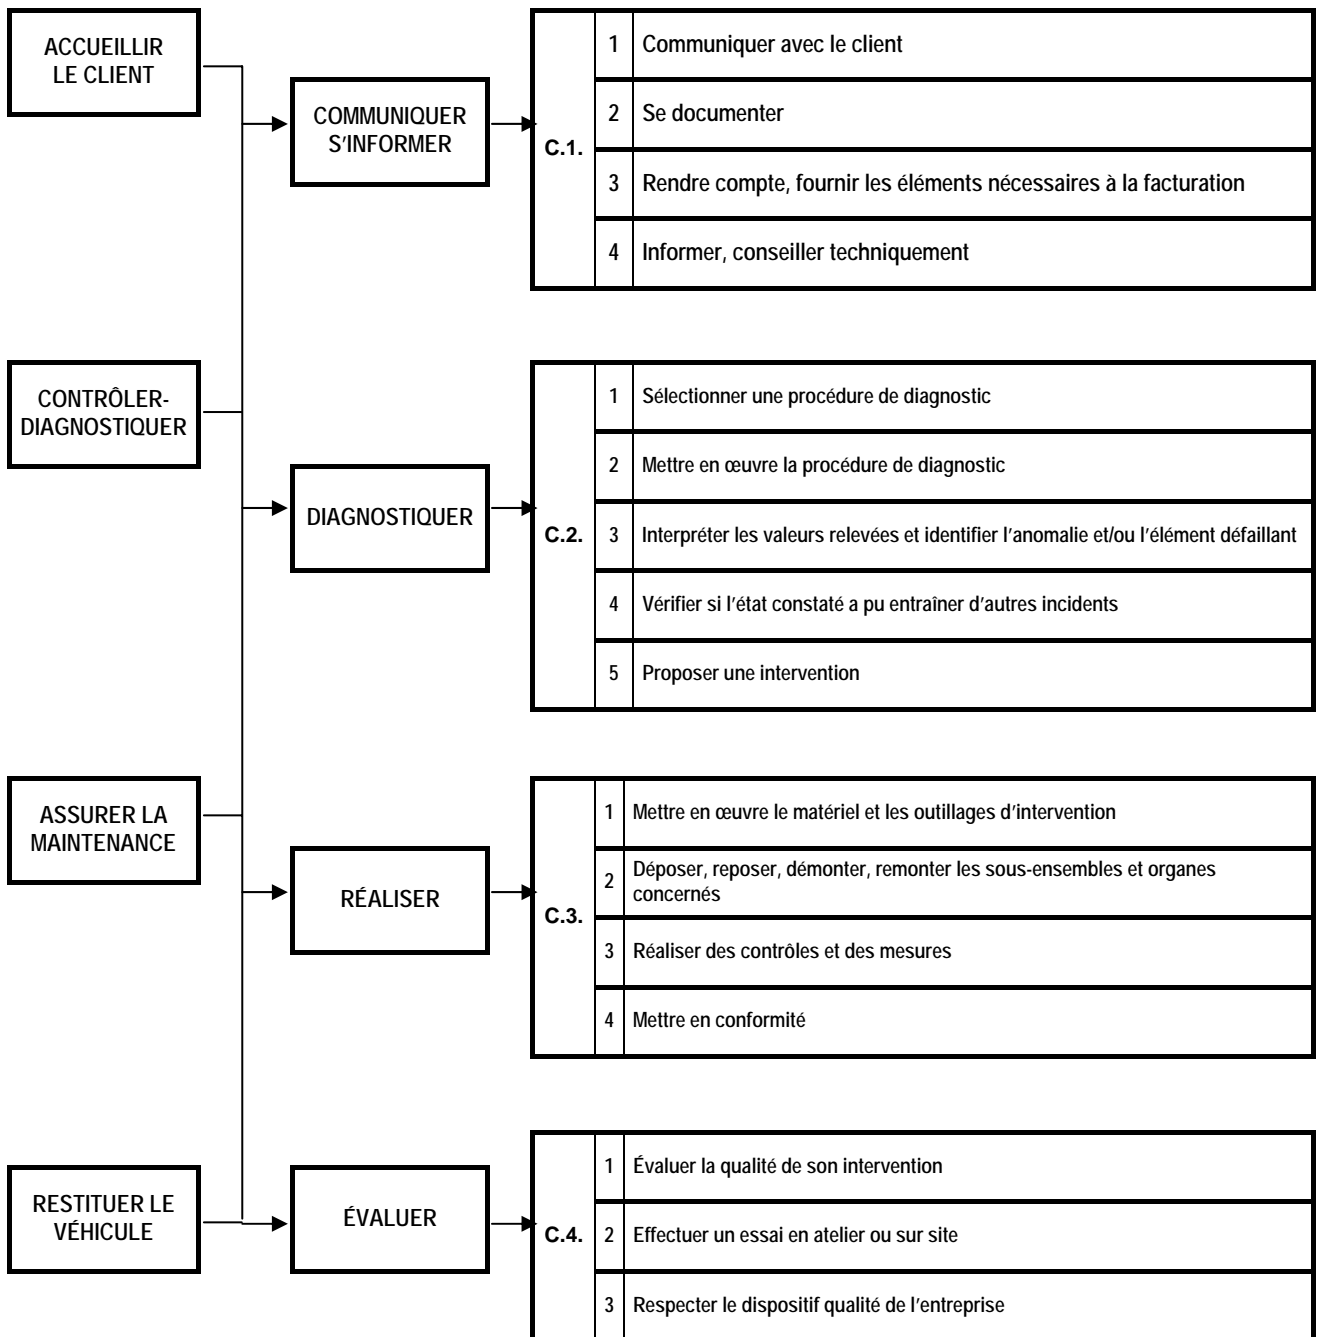 ACCUEILLIR
LE CLIENT
COMMUNIQUER
S'INFORMER
C.1.
1 Communiquer avec le client
2 Se documenter
3 Rendre compte, fournir les éléments nécessaires à la facturation
4 Informer, conseiller techniquement
CONTRÔLER-
DIAGNOSTIQUER
DIAGNOSTIQUER
C.2.
1 Sélectionner une procédure de diagnostic
2 Mettre en œuvre la procédure de diagnostic
3 Interpréter les valeurs relevées et identifier l'anomalie et/ou l'élément défaillant
4 Vérifier si l'état constaté a pu entraîner d'autres incidents
5 Proposer une intervention
ASSURER LA
MAINTENANCE
RÉALISER
C.3.
1 Mettre en œuvre le matériel et les outillages d'intervention
2 Déposer, reposer, démonter, remonter les sous-ensembles et organes
concernés
3 Réaliser des contrôles et des mesures
4 Mettre en conformité
RESTITUER LE
VÉHICULE
ÉVALUER
C.4.
1 Évaluer la qualité de son intervention
2 Effectuer un essai en atelier ou sur site
3 Respecter le dispositif qualité de l'entreprise